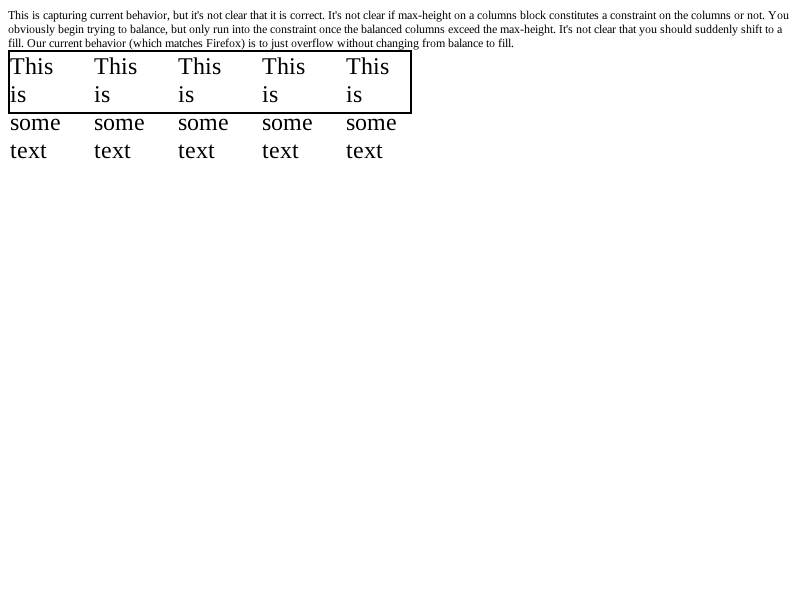 This is capturing current behavior, but it's not clear that it is correct. It's not clear if max-height on a columns block constitutes a constraint on the columns or not. You
obviously begin trying to balance, but only run into the constraint once the balanced columns exceed the max-height. It's not clear that you should suddenly shift to a
fill. Our current behavior (which matches Firefox) is to just overflow without changing from balance to fill.
This
is
some
text
This
is
some
text
This
is
some
text
This
is
some
text
This
is
some
text